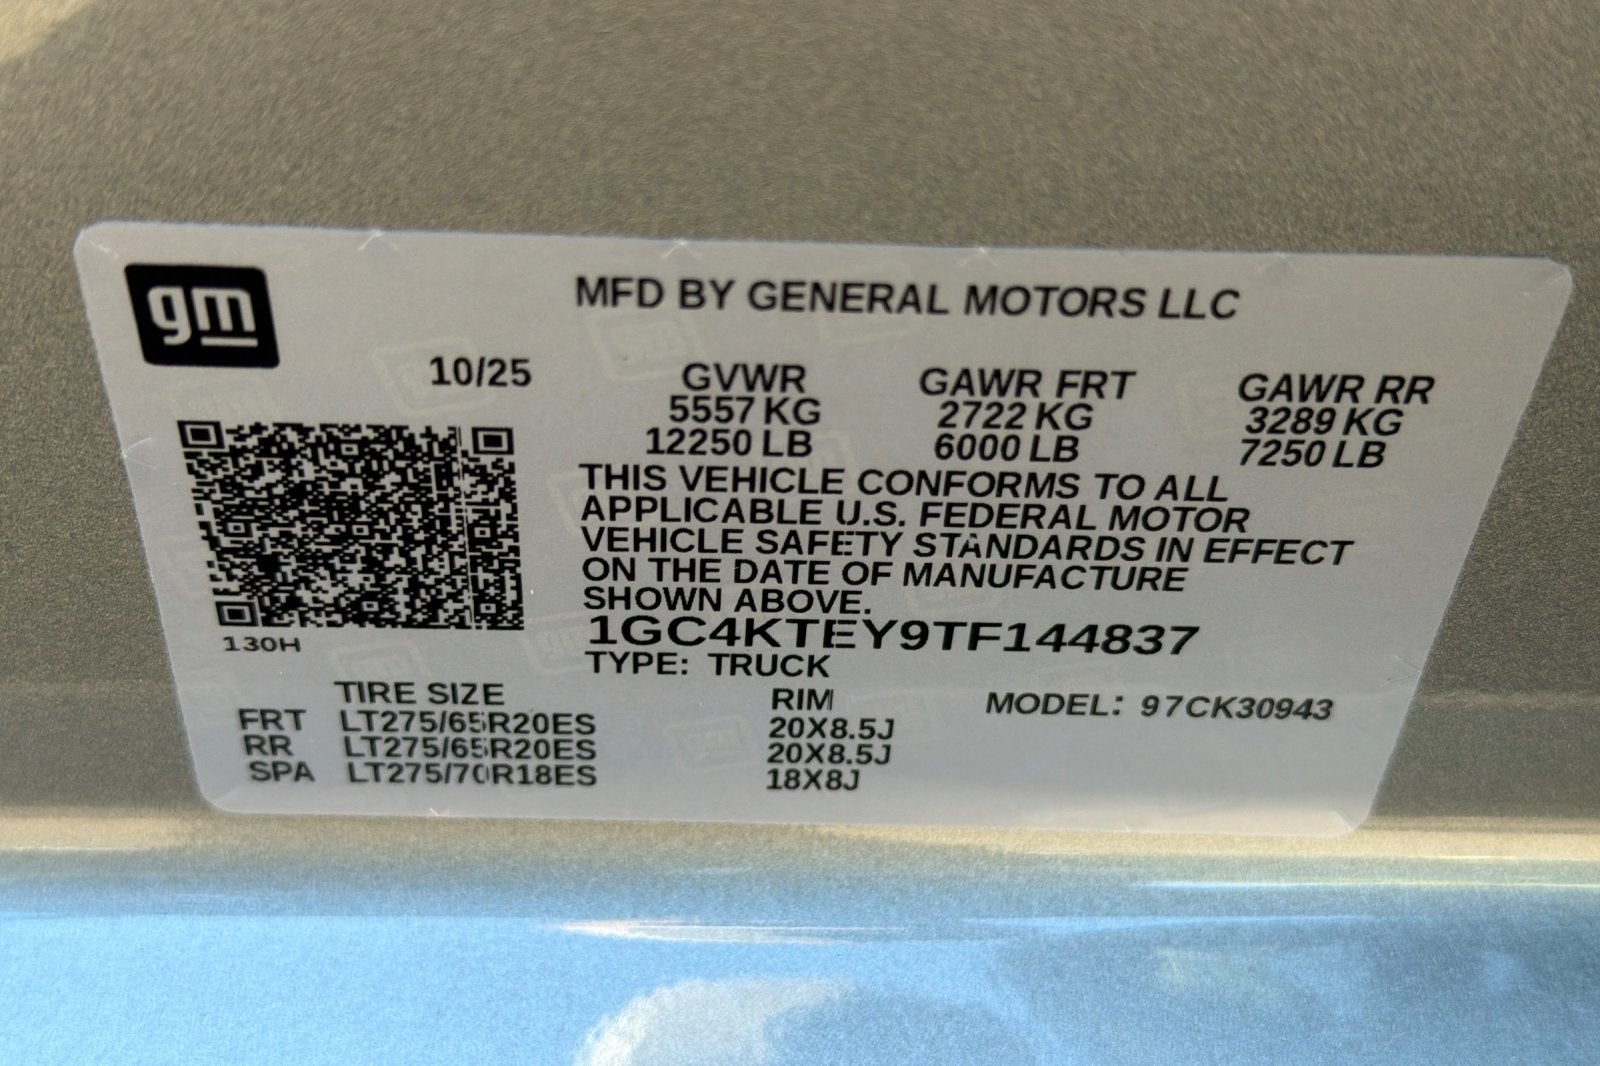 gm
MFD BY GENERAL MOTORS LLC
10/25
GVWR GAWR FRT GAWR RR
5557 KG 2722 KG 3289 KG
12250 LB 6000 LB 7250 LB
THIS VEHICLE CONFORMS TO ALL
APPLICABLE U.S. FEDERAL MOTOR
VEHICLE SAFETY STANDARDS IN EFFECT
ON THE DATE OF MANUFACTURE
SHOWN ABOVE.
130H
1GC4KTEY9TF144837
TYPE: TRUCK
TIRE SIZE RIM MODEL: 97CK30943
FRT LT275/65R20ES 20X8.5J
RR LT275/65R20ES 20X8.5J
SPA LT275/70R18ES 18X8J